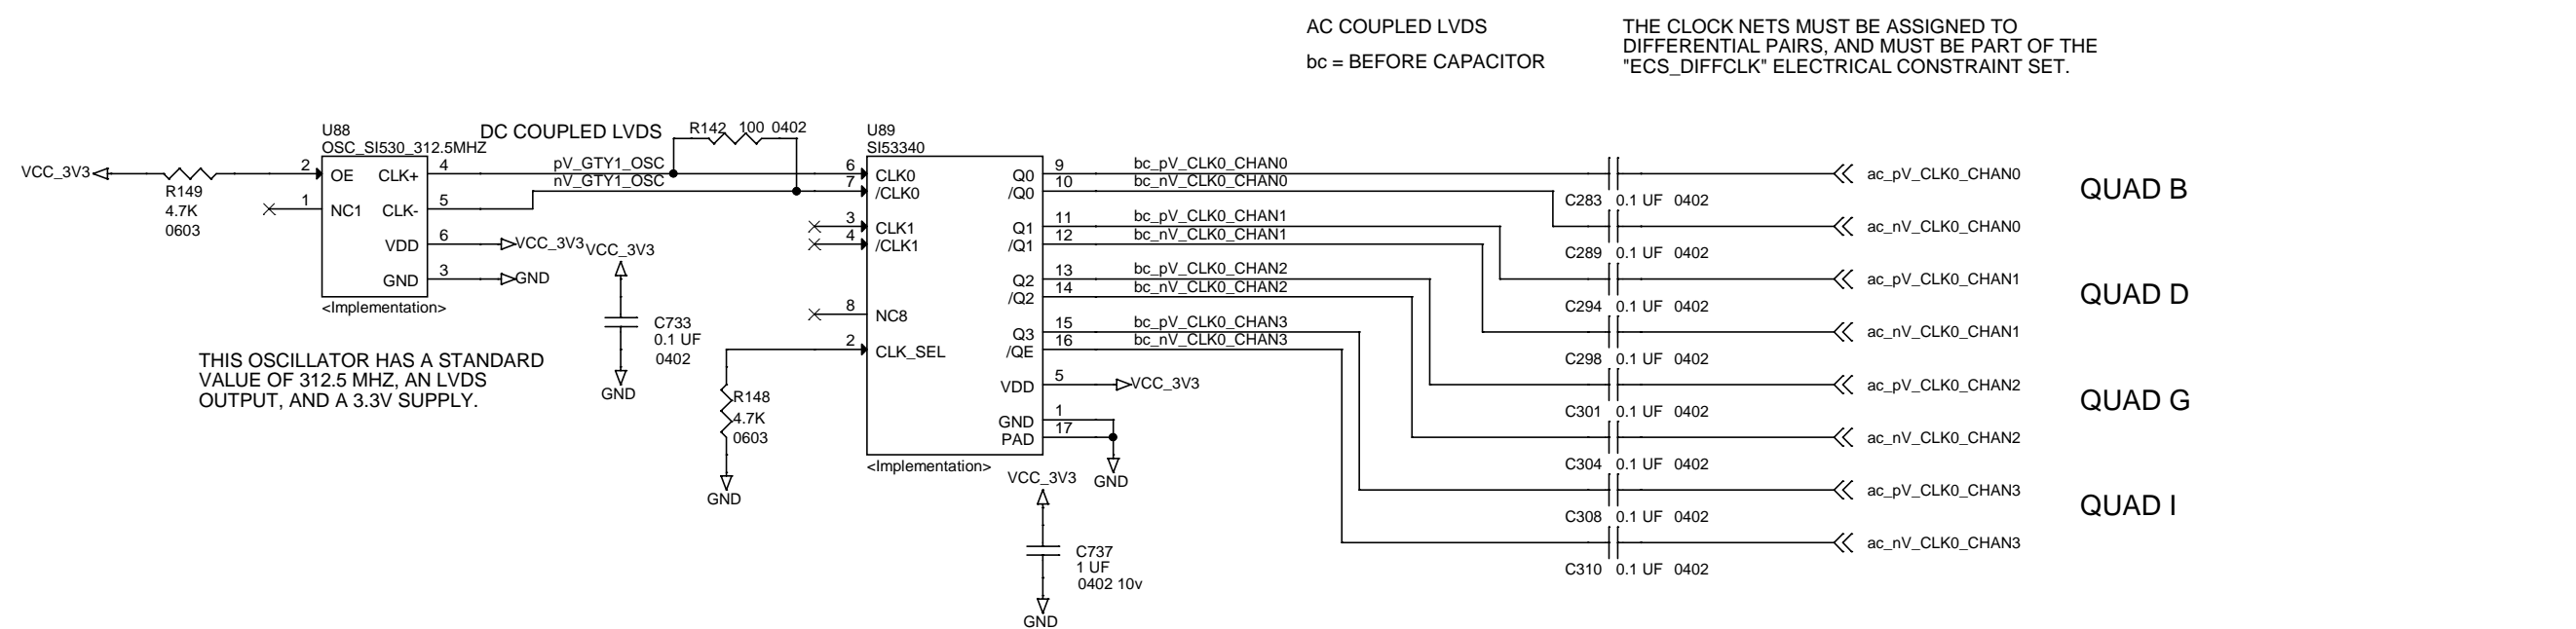 AC COUPLED LVDS
bc = BEFORE CAPACITOR
THE CLOCK NETS MUST BE ASSIGNED TO
DIFFERENTIAL PAIRS, AND MUST BE PART OF THE
"ECS_DIFFCLK" ELECTRICAL CONSTRAINT SET.
VCC_3V3
R149
4.7K
0603
U88
OSC_SI530_312.5MHZ
2
OE
1
NC1
CLK+
4
CLK-
5
VDD
6
VCC_3V3
GND
3
GND
<Implementation>
DC COUPLED LVDS
pV_GTY1_OSC
nV_GTY1_OSC
R142 100 0402
VCC_3V3
C733
0.1 UF
0402
GND
THIS OSCILLATOR HAS A STANDARD
VALUE OF 312.5 MHZ, AN LVDS
OUTPUT, AND A 3.3V SUPPLY.
R148
4.7K
0603
GND
U89
SI53340
6
CLK0
7
/CLK0
3
CLK1
4
/CLK1
8
NC8
2
CLK_SEL
Q0
9
/Q0
10
Q1
11
/Q1
12
Q2
13
/Q2
14
Q3
15
/QE
16
VDD
5
VCC_3V3
GND
1
PAD
17
GND
<Implementation>
VCC_3V3
C737
1 UF
0402 10v
GND
bc_pV_CLK0_CHAN0
bc_nV_CLK0_CHAN0
bc_pV_CLK0_CHAN1
bc_nV_CLK0_CHAN1
bc_pV_CLK0_CHAN2
bc_nV_CLK0_CHAN2
bc_pV_CLK0_CHAN3
bc_nV_CLK0_CHAN3
C283 0.1 UF 0402
C289 0.1 UF 0402
C294 0.1 UF 0402
C298 0.1 UF 0402
C301 0.1 UF 0402
C304 0.1 UF 0402
C308 0.1 UF 0402
C310 0.1 UF 0402
ac_pV_CLK0_CHAN0
ac_nV_CLK0_CHAN0
ac_pV_CLK0_CHAN1
ac_nV_CLK0_CHAN1
ac_pV_CLK0_CHAN2
ac_nV_CLK0_CHAN2
ac_pV_CLK0_CHAN3
ac_nV_CLK0_CHAN3
QUAD B
QUAD D
QUAD G
QUAD I